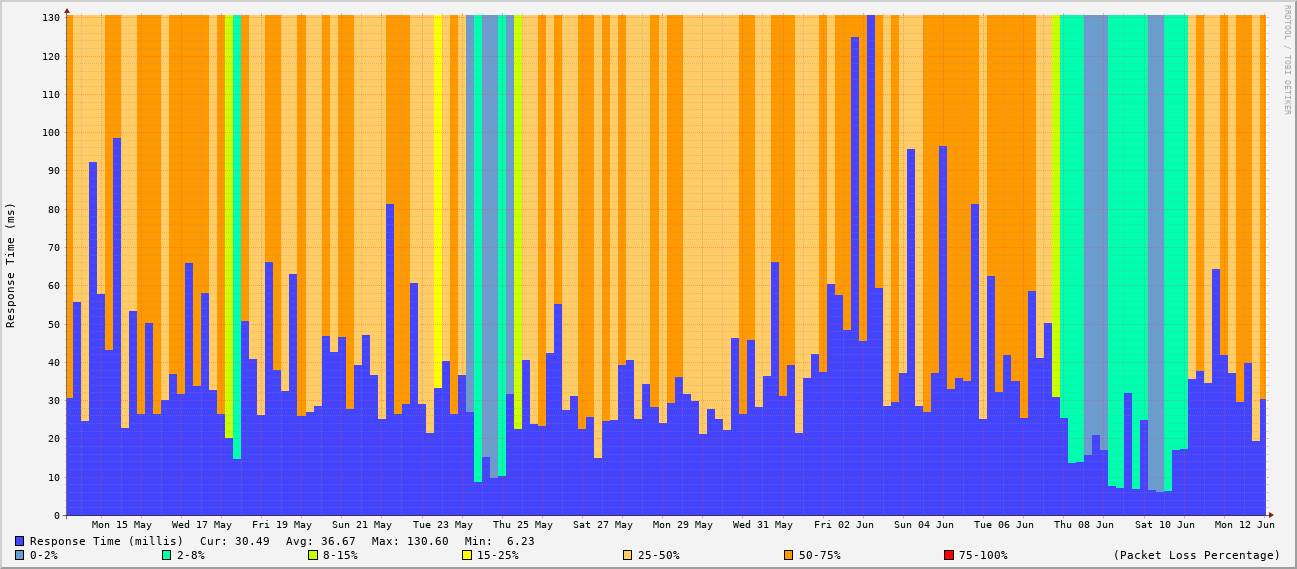 RRDTOOL / TOBI OETIKER
Response Time (ms)
130
120
110
100
90
80
70
60
50
40
30
20
10
0
Mon 15 May Wed 17 May Fri 19 May Sun 21 May Tue 23 May Thu 25 May Sat 27 May Mon 29 May Wed 31 May Fri 02 Jun Sun 04 Jun Tue 06 Jun Thu 08 Jun Sat 10 Jun Mon 12 Jun
Response Time (millis) Cur: 30.49 Avg: 36.67 Max: 130.60 Min: 6.23
0-2% 2-8% 8-15% 15-25% 25-50% 50-75% 75-100% (Packet Loss Percentage)